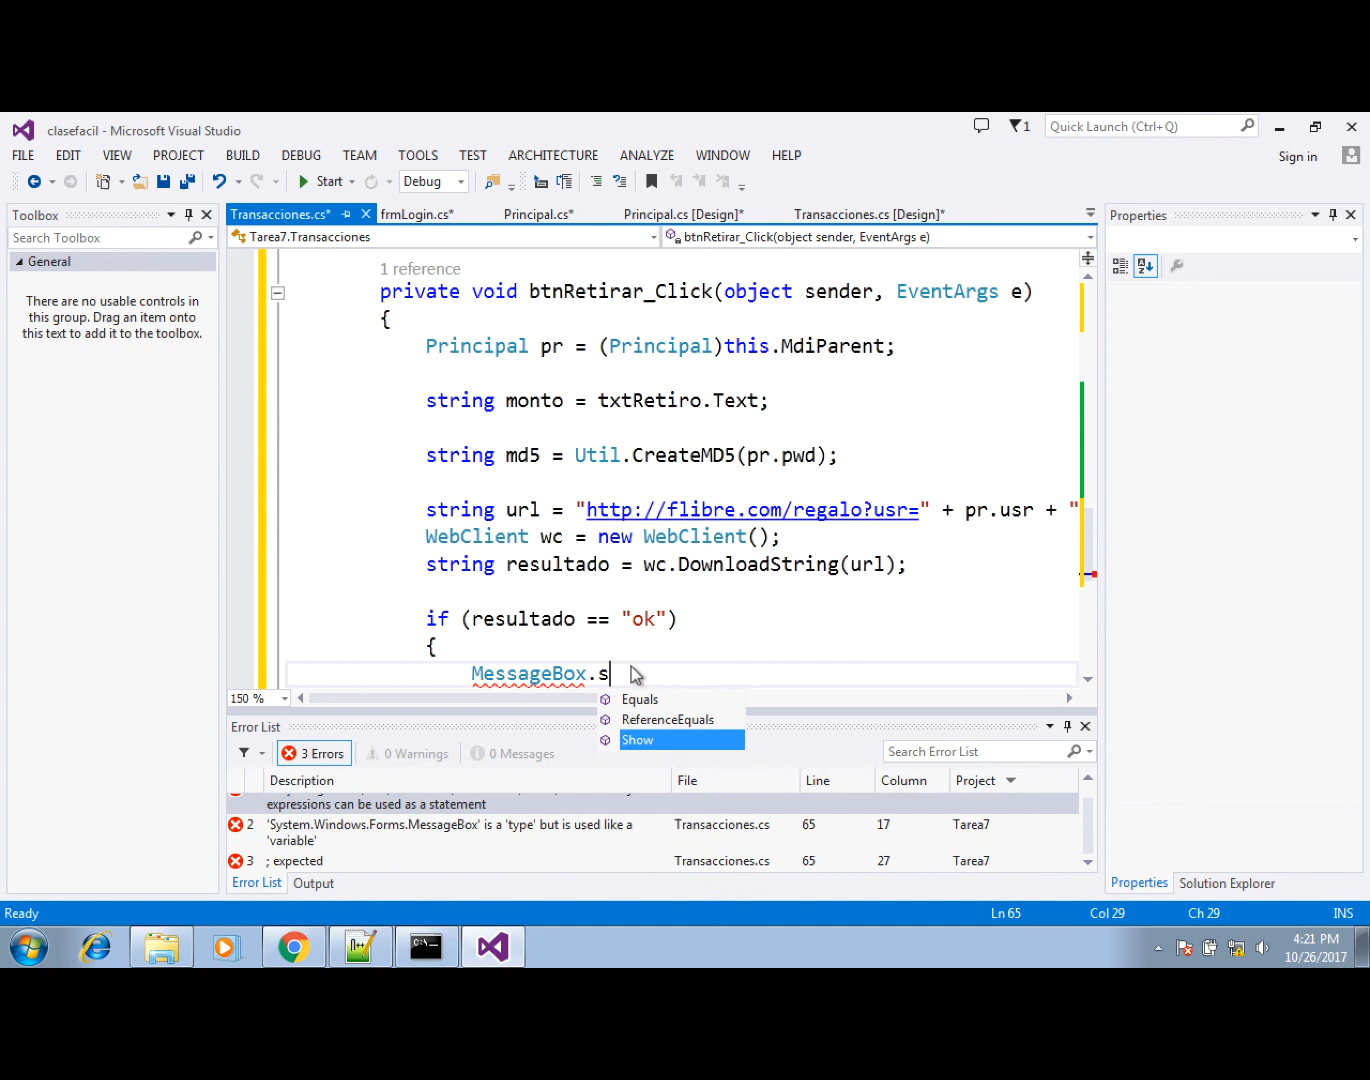 clasefacil - Microsoft Visual Studio
1
Quick Launch (Ctrl+Q)
FILE EDIT VIEW PROJECT BUILD DEBUG TEAM TOOLS TEST ARCHITECTURE ANALYZE WINDOW HELP
Sign in
Start Debug
Toolbox
Search Toolbox
General
There are no usable controls in
this group. Drag an item onto
this text to add it to the toolbox.
Transacciones.cs* frmLogin.cs* Principal.cs* Principal.cs [Design]* Transacciones.cs [Design]*
Tarea7.Transacciones
btnRetirar_Click(object sender, EventArgs e)
1 reference
private void btnRetirar_Click(object sender, EventArgs e)
{
Principal pr = (Principal)this.MdiParent;
string monto = txtRetiro.Text;
string md5 = Util.CreateMD5(pr.pwd);
string url = "http://flibre.com/regalo?usr=" + pr.usr + "
WebClient wc = new WebClient();
string resultado = wc.DownloadString(url);
if (resultado == "ok")
{
MessageBox.s
Equals
ReferenceEquals
Show
150 %
Error List
3 Errors 0 Warnings 0 Messages
Search Error List
Description File Line Column Project
expressions can be used as a statement
2 'System.Windows.Forms.MessageBox' is a 'type' but is used like a Transacciones.cs 65 17 Tarea7
'variable'
3 ; expected Transacciones.cs 65 27 Tarea7
Error List Output
Properties
Properties Solution Explorer
Ready
Ln 65 Col 29 Ch 29 INS
4:21 PM
10/26/2017